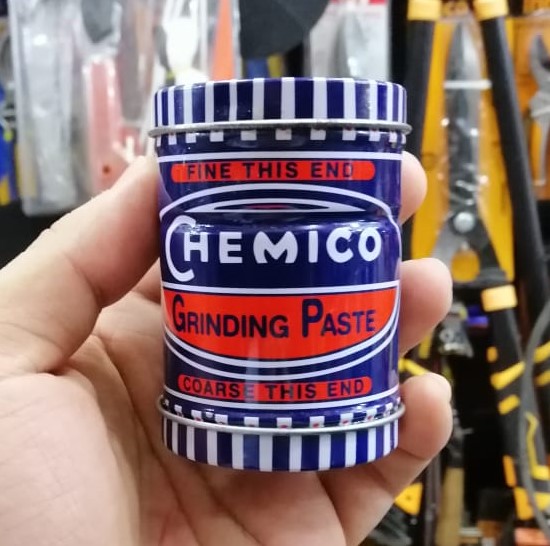 FINE THIS END
CHEMICO
GRINDING PASTE
COARSE THIS END